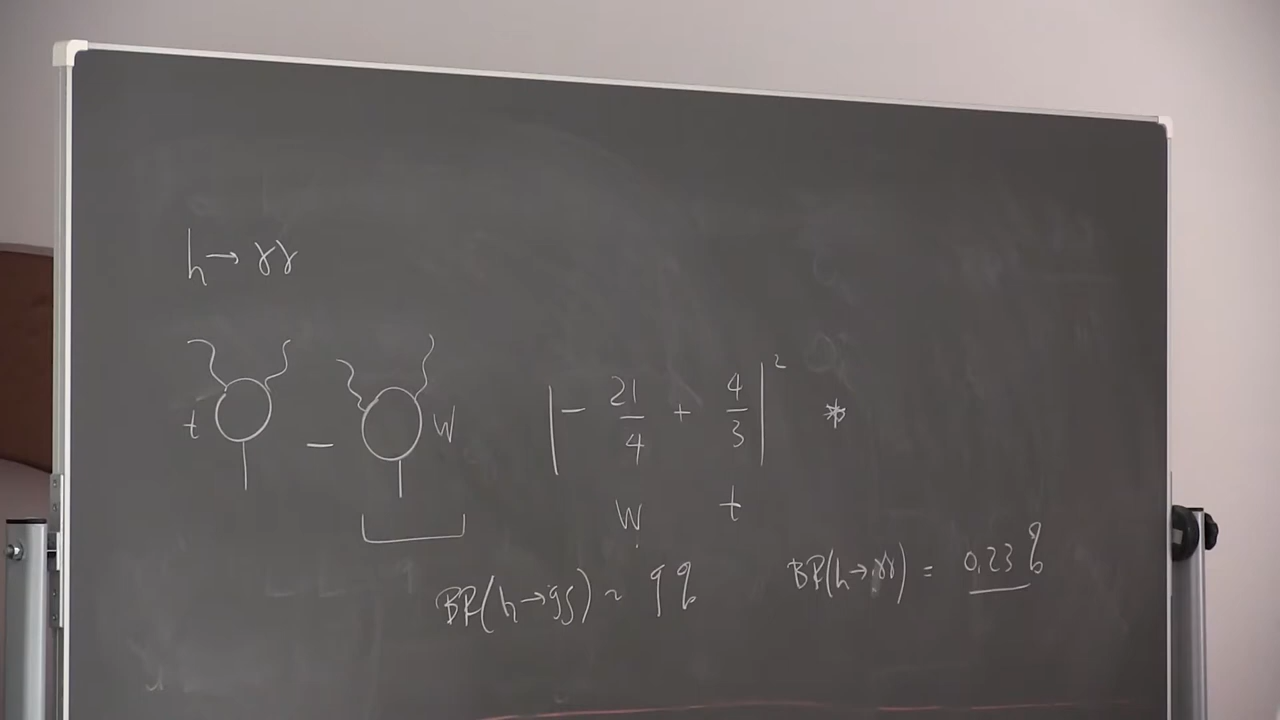 h → γγ
t − W | − 21/4 + 4/3 |² *
W t
BR(h → gg) ~ 9%
BR(h → γγ) = 0,23%